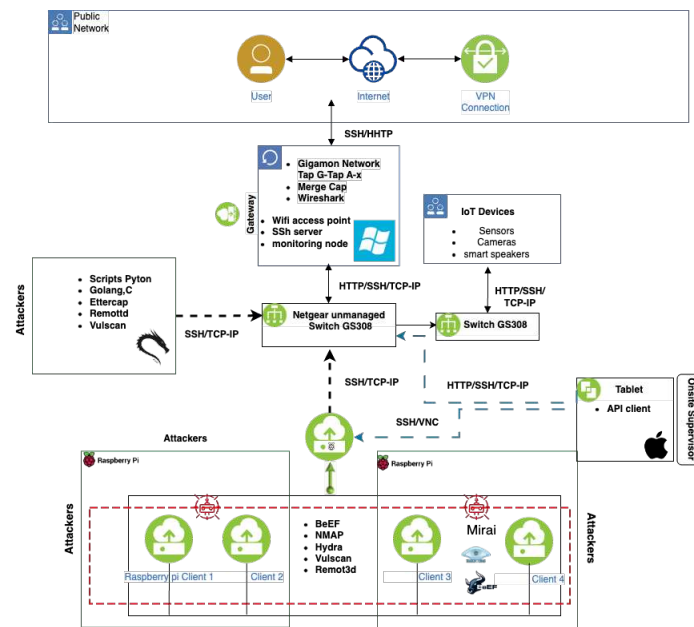 Public
Network
User
Internet
VPN
Connection
SSH/HHTP
Gateway
Gigamon Network
Tap G-Tap A-x
Merge Cap
Wireshark
Wifi access point
SSh server
monitoring node
IoT Devices
Sensors
Cameras
smart speakers
Attackers
Scripts Pyton
Golang,C
Ettercap
Remottd
Vulscan
HTTP/SSH/TCP-IP
HTTP/SSH/
TCP-IP
SSH/TCP-IP
Netgear unmanaged
Switch GS308
Switch GS308
SSH/TCP-IP
HTTP/SSH/TCP-IP
SSH/VNC
Tablet
API client
Onsite Supervisor
Attackers
Raspberry Pi
Raspberry Pi
Attackers
Attackers
BeEF
NMAP
Hydra
Vulscan
Remot3d
Mirai
BeEF
Raspberry pi Client 1
Client 2
Client 3
Client 4